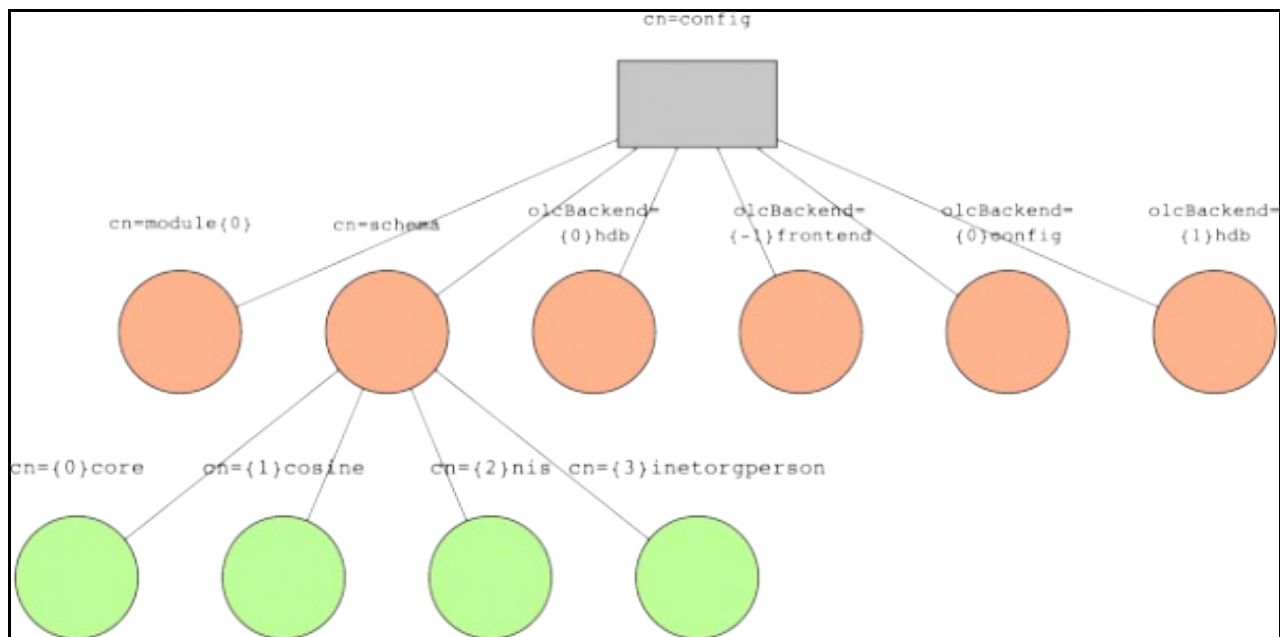 cn=config
cn=module{0}
cn=schema
olcBackend=
{0}hdb
olcBackend=
{-1}frontend
olcBackend=
{0}config
olcBackend=
{1}hdb
cn={0}core
cn={1}cosine
cn={2}nis
cn={3}inetorgperson